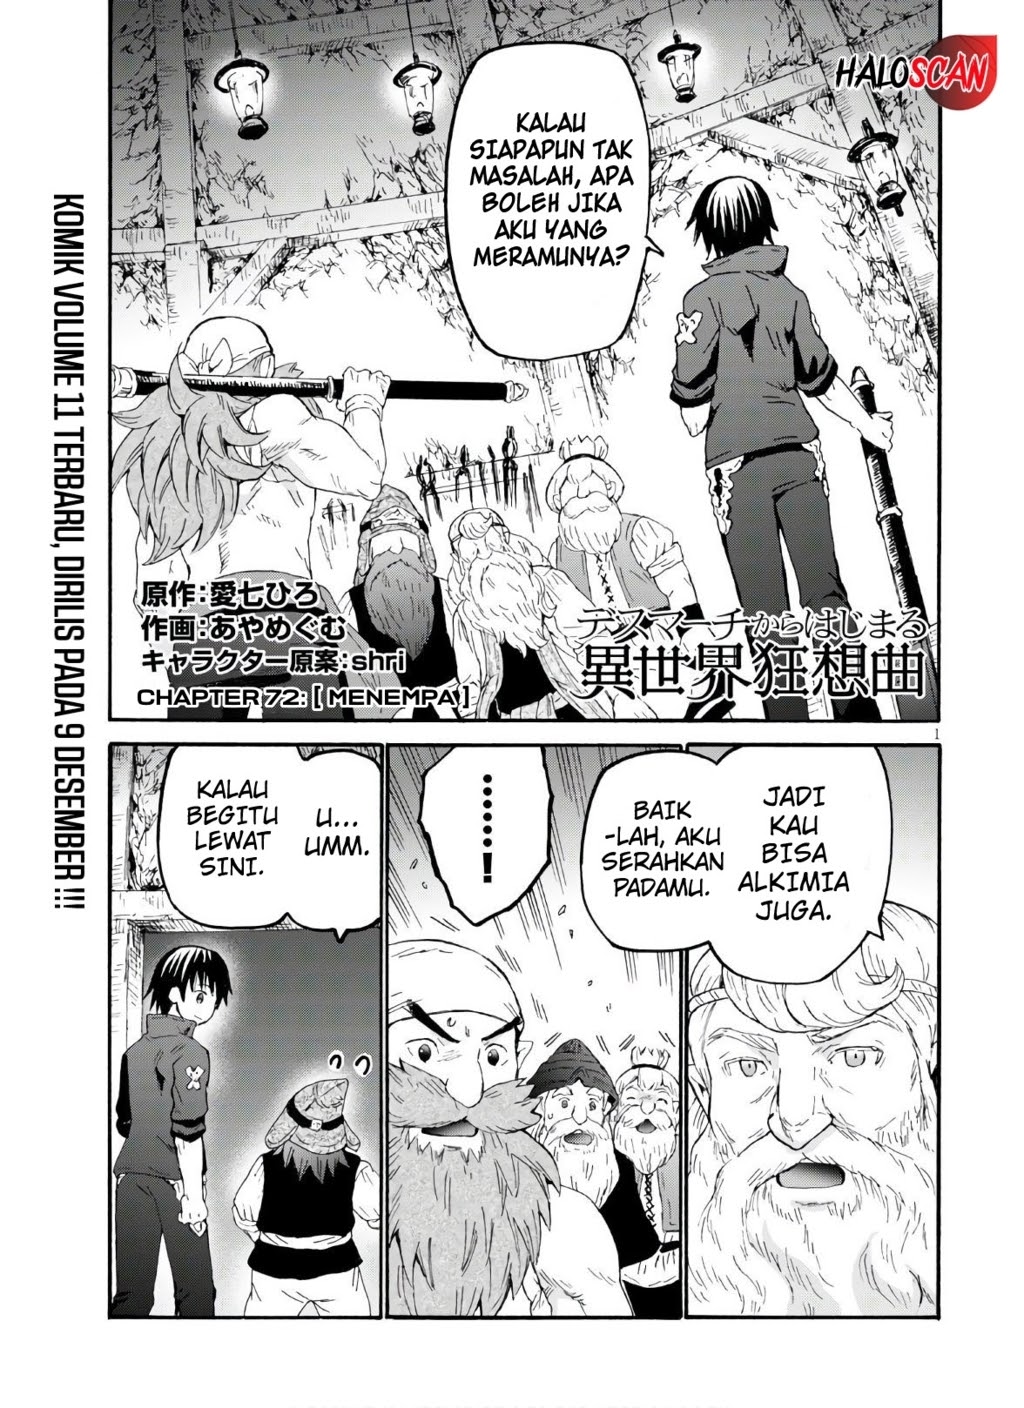 HALOSCAN
KALAU
SIAPAPUN TAK
MASALAH, APA
BOLEH JIKA
AKU YANG
MERAMUNYA?
KOMIK VOLUME 11 TERBARU, DIRILIS PADA 9 DESEMBER !!!
原作:愛七ひろ
作画:あやめぐむ
キャラクター原案:shri
CHAPTER 72: [ MENEMPA ]
デスマーチからはじまる
異世界狂想曲
1
JADI
KAU
BISA
ALKIMIA
JUGA.
BAIK
-LAH, AKU
SERAHKAN
PADAMU.
........!
U...
UMM.
KALAU
BEGITU
LEWAT
SINI.